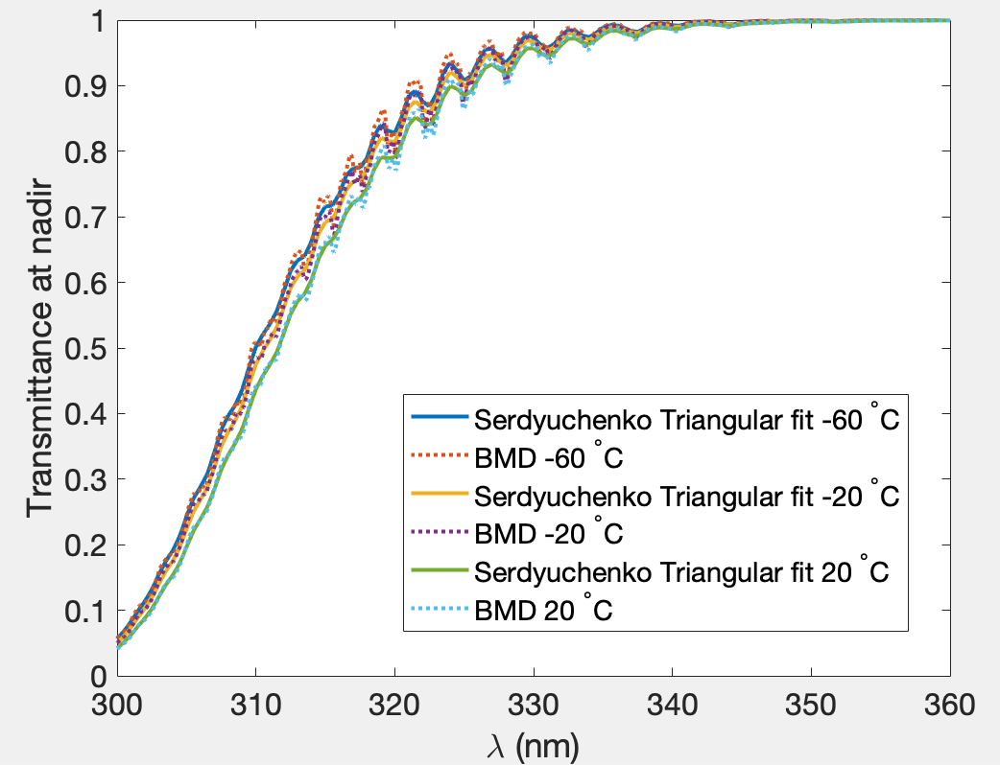 1
0.9
0.8
0.7
0.6
0.5
0.4
0.3
0.2
0.1
0
Transmittance at nadir
Serdyuchenko Triangular fit -60 °C
BMD -60 °C
Serdyuchenko Triangular fit -20 °C
BMD -20 °C
Serdyuchenko Triangular fit 20 °C
BMD 20 °C
300 310 320 330 340 350 360
λ (nm)